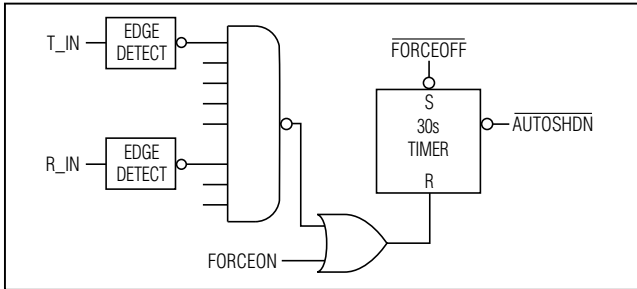 T_IN
EDGE
DETECT
R_IN
EDGE
DETECT
FORCEON
FORCEOFF
S
30s
TIMER
R
AUTOSHDN